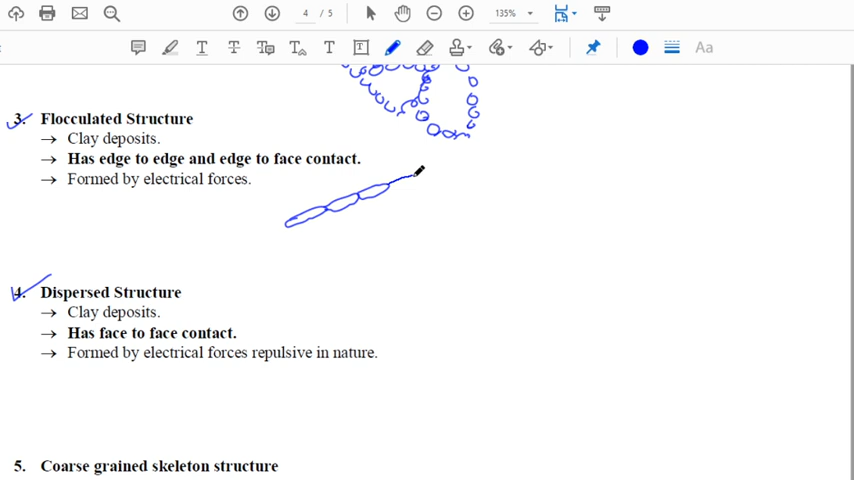 4 / 5
135%
T T T T T Aa
3. Flocculated Structure
→ Clay deposits.
→ Has edge to edge and edge to face contact.
→ Formed by electrical forces.
4. Dispersed Structure
→ Clay deposits.
→ Has face to face contact.
→ Formed by electrical forces repulsive in nature.
5. Coarse grained skeleton structure